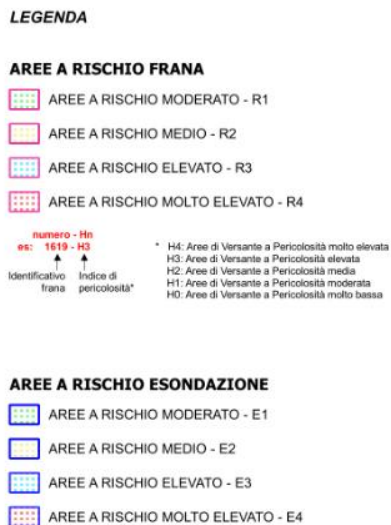 LEGENDA
AREE A RISCHIO FRANA
AREE A RISCHIO MODERATO - R1
AREE A RISCHIO MEDIO - R2
AREE A RISCHIO ELEVATO - R3
AREE A RISCHIO MOLTO ELEVATO - R4
numero - Hn
es: 1619 - H3
Identificativo frana
Indice di pericolosità*
* H4: Aree di Versante a Pericolosità molto elevata
H3: Aree di Versante a Pericolosità elevata
H2: Aree di Versante a Pericolosità media
H1: Aree di Versante a Pericolosità moderata
H0: Aree di Versante a Pericolosità molto bassa
AREE A RISCHIO ESONDAZIONE
AREE A RISCHIO MODERATO - E1
AREE A RISCHIO MEDIO - E2
AREE A RISCHIO ELEVATO - E3
AREE A RISCHIO MOLTO ELEVATO - E4